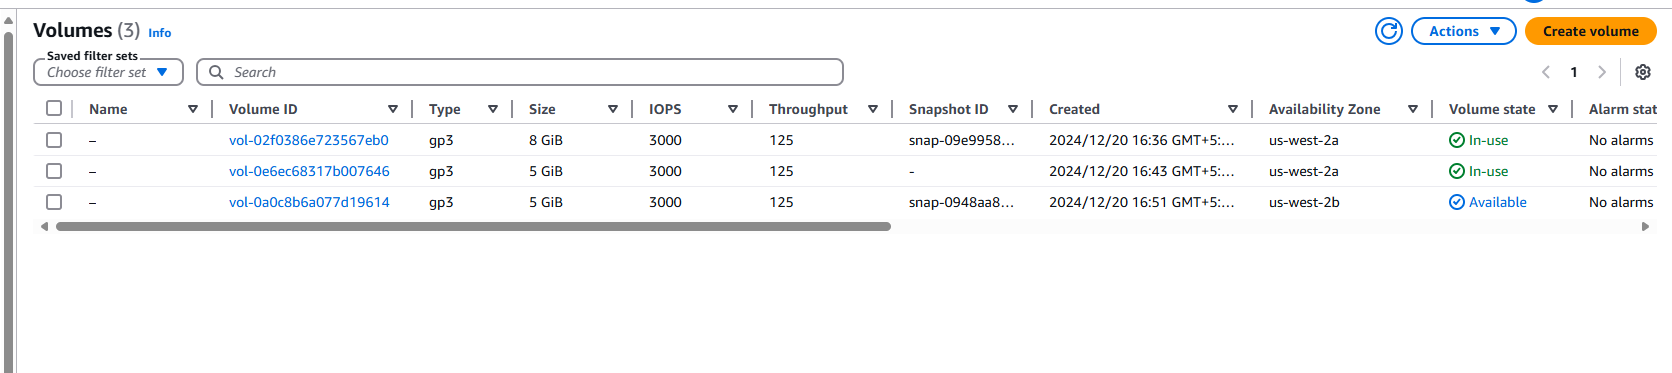 Volumes (3) Info
Actions
Create volume
Saved filter sets
Choose filter set
Search
1
Name Volume ID Type Size IOPS Throughput Snapshot ID Created Availability Zone Volume state Alarm stat
– vol-02f0386e723567eb0 gp3 8 GiB 3000 125 snap-09e9958... 2024/12/20 16:36 GMT+5:... us-west-2a In-use No alarms
– vol-0e6ec68317b007646 gp3 5 GiB 3000 125 - 2024/12/20 16:43 GMT+5:... us-west-2a In-use No alarms
– vol-0a0c8b6a077d19614 gp3 5 GiB 3000 125 snap-0948aa8... 2024/12/20 16:51 GMT+5:... us-west-2b Available No alarms